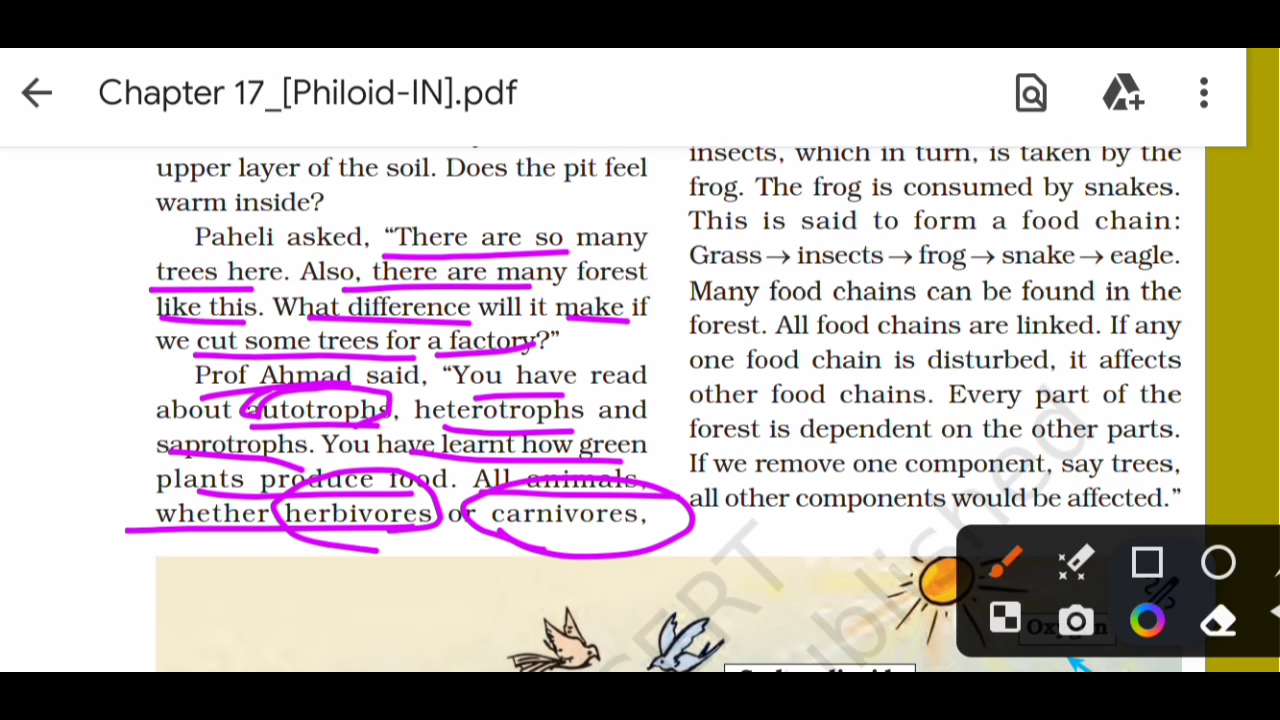 Chapter 17_[Philoid-IN].pdf
upper layer of the soil. Does the pit feel
warm inside?
Paheli asked, “There are so many
trees here. Also, there are many forest
like this. What difference will it make if
we cut some trees for a factory?”
Prof Ahmad said, “You have read
about autotrophs, heterotrophs and
saprotrophs. You have learnt how green
plants produce food. All animals,
whether herbivores or carnivores,
insects, which in turn, is taken by the
frog. The frog is consumed by snakes.
This is said to form a food chain:
Grass→insects→frog→snake→eagle.
Many food chains can be found in the
forest. All food chains are linked. If any
one food chain is disturbed, it affects
other food chains. Every part of the
forest is dependent on the other parts.
If we remove one component, say trees,
all other components would be affected.”
Oxygen